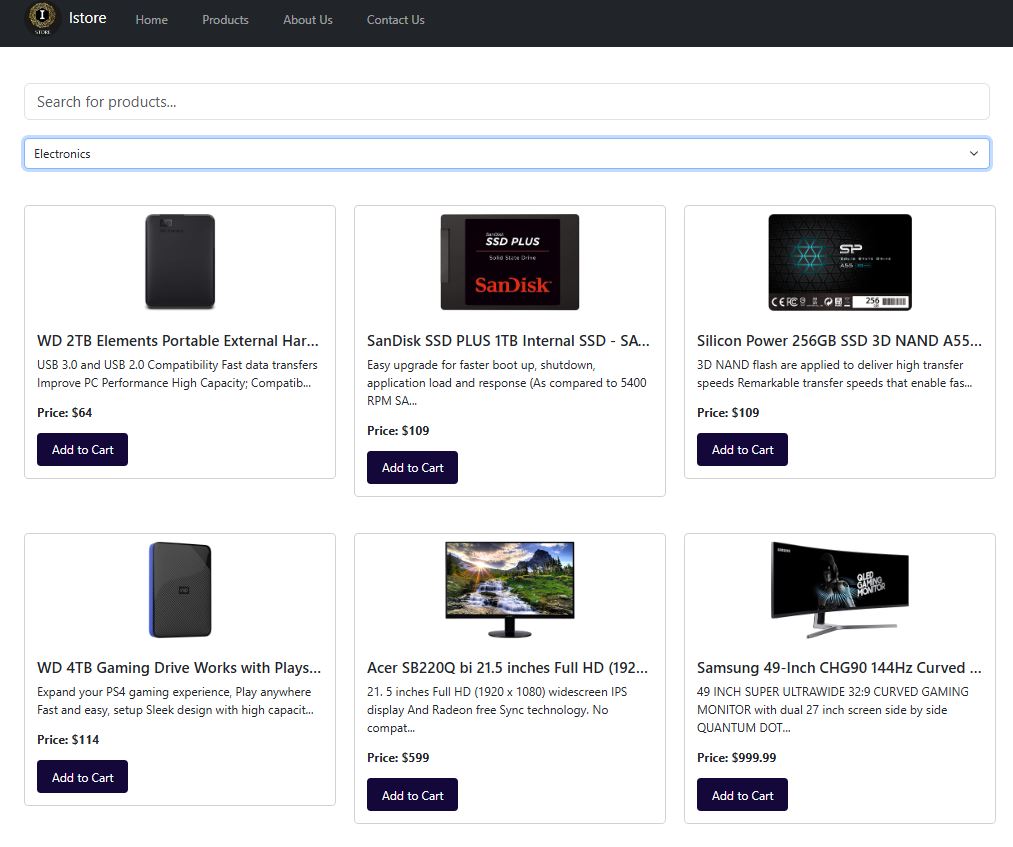 I
STORE
Istore
Home
Products
About Us
Contact Us
Search for products...
Electronics
SanDisk
SSD PLUS
Solid State Drive
SanDisk
SP
Solid State Drive
A55
256
WD 2TB Elements Portable External Har...
USB 3.0 and USB 2.0 Compatibility Fast data transfers
Improve PC Performance High Capacity; Compatib...
Price: $64
Add to Cart
SanDisk SSD PLUS 1TB Internal SSD - SA...
Easy upgrade for faster boot up, shutdown,
application load and response (As compared to 5400
RPM SA...
Price: $109
Add to Cart
Silicon Power 256GB SSD 3D NAND A55...
3D NAND flash are applied to deliver high transfer
speeds Remarkable transfer speeds that enable fas...
Price: $109
Add to Cart
WD
SAMSUNG
QLED
GAMING
MONITOR
WD 4TB Gaming Drive Works with Plays...
Expand your PS4 gaming experience, Play anywhere
Fast and easy, setup Sleek design with high capacit...
Price: $114
Add to Cart
Acer SB220Q bi 21.5 inches Full HD (192...
21. 5 inches Full HD (1920 x 1080) widescreen IPS
display And Radeon free Sync technology. No
compat...
Price: $599
Add to Cart
Samsung 49-Inch CHG90 144Hz Curved ...
49 INCH SUPER ULTRAWIDE 32:9 CURVED GAMING
MONITOR with dual 27 inch screen side by side
QUANTUM DOT...
Price: $999.99
Add to Cart